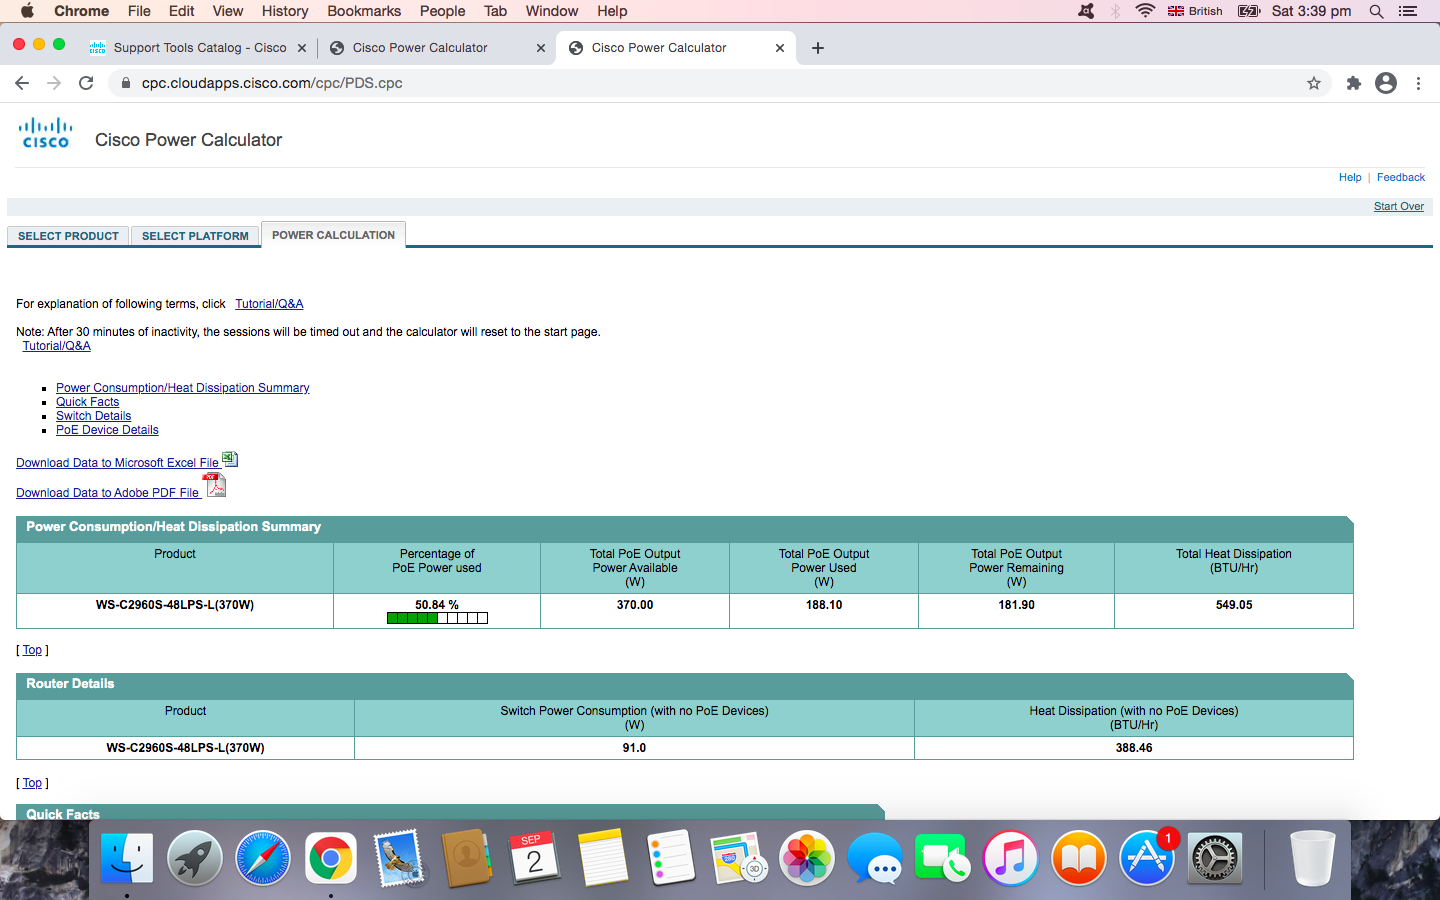 Chrome File Edit View History Bookmarks People Tab Window Help British Sat 3:39 pm
Support Tools Catalog - Cisco Cisco Power Calculator Cisco Power Calculator
cpc.cloudapps.cisco.com/cpc/PDS.cpc
CISCO
Cisco Power Calculator
Help | Feedback
Start Over
SELECT PRODUCT SELECT PLATFORM POWER CALCULATION
For explanation of following terms, click Tutorial/Q&A
Note: After 30 minutes of inactivity, the sessions will be timed out and the calculator will reset to the start page.
Tutorial/Q&A
Power Consumption/Heat Dissipation Summary
Quick Facts
Switch Details
PoE Device Details
Download Data to Microsoft Excel File
Download Data to Adobe PDF File
Power Consumption/Heat Dissipation Summary
Product Percentage of Total PoE Output Total PoE Output Total PoE Output Total Heat Dissipation
PoE Power used Power Available Power Used Power Remaining (BTU/Hr)
(W) (W) (W)
WS-C2960S-48LPS-L(370W) 50.84 % 370.00 188.10 181.90 549.05
[ Top ]
Router Details
Product Switch Power Consumption (with no PoE Devices) Heat Dissipation (with no PoE Devices)
(W) (BTU/Hr)
WS-C2960S-48LPS-L(370W) 91.0 388.46
[ Top ]
Quick Facts
SEP
2
280
3D
1